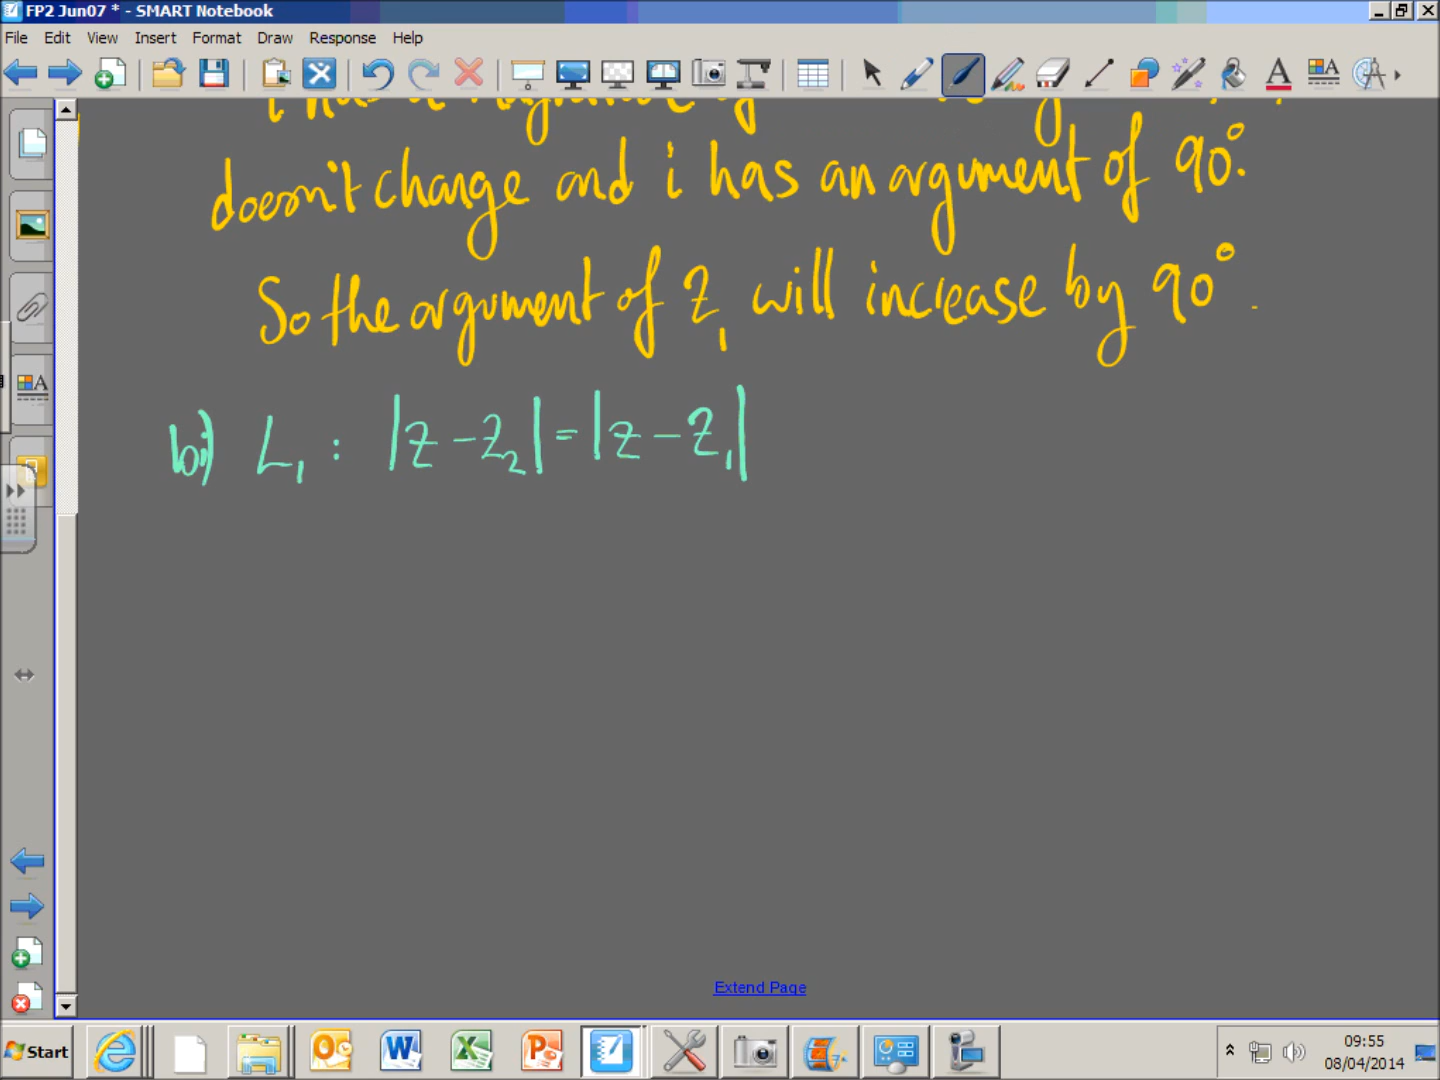 FP2 Jun07 * - SMART Notebook
File Edit View Insert Format Draw Response Help
i has a
doesn't change and i has an argument of 90°.
So the argument of Z₁ will increase by 90°.
bi) L₁ : |z - z₂| = |z - z₁|
Extend Page
Start
09:55
08/04/2014